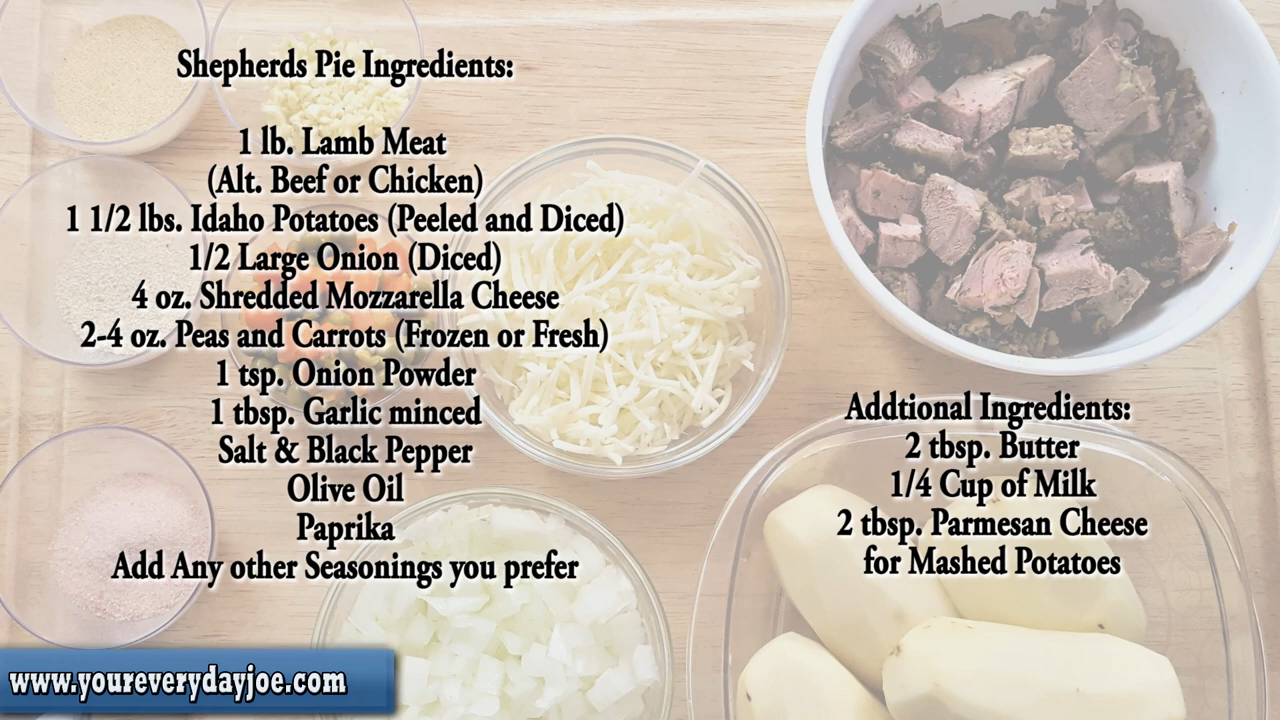 Shepherds Pie Ingredients:
1 lb. Lamb Meat
(Alt. Beef or Chicken)
1 1/2 lbs. Idaho Potatoes (Peeled and Diced)
1/2 Large Onion (Diced)
4 oz. Shredded Mozzarella Cheese
2-4 oz. Peas and Carrots (Frozen or Fresh)
1 tsp. Onion Powder
1 tbsp. Garlic minced
Salt & Black Pepper
Olive Oil
Paprika
Add Any other Seasonings you prefer
Addtional Ingredients:
2 tbsp. Butter
1/4 Cup of Milk
2 tbsp. Parmesan Cheese
for Mashed Potatoes
www.youreverydayjoe.com